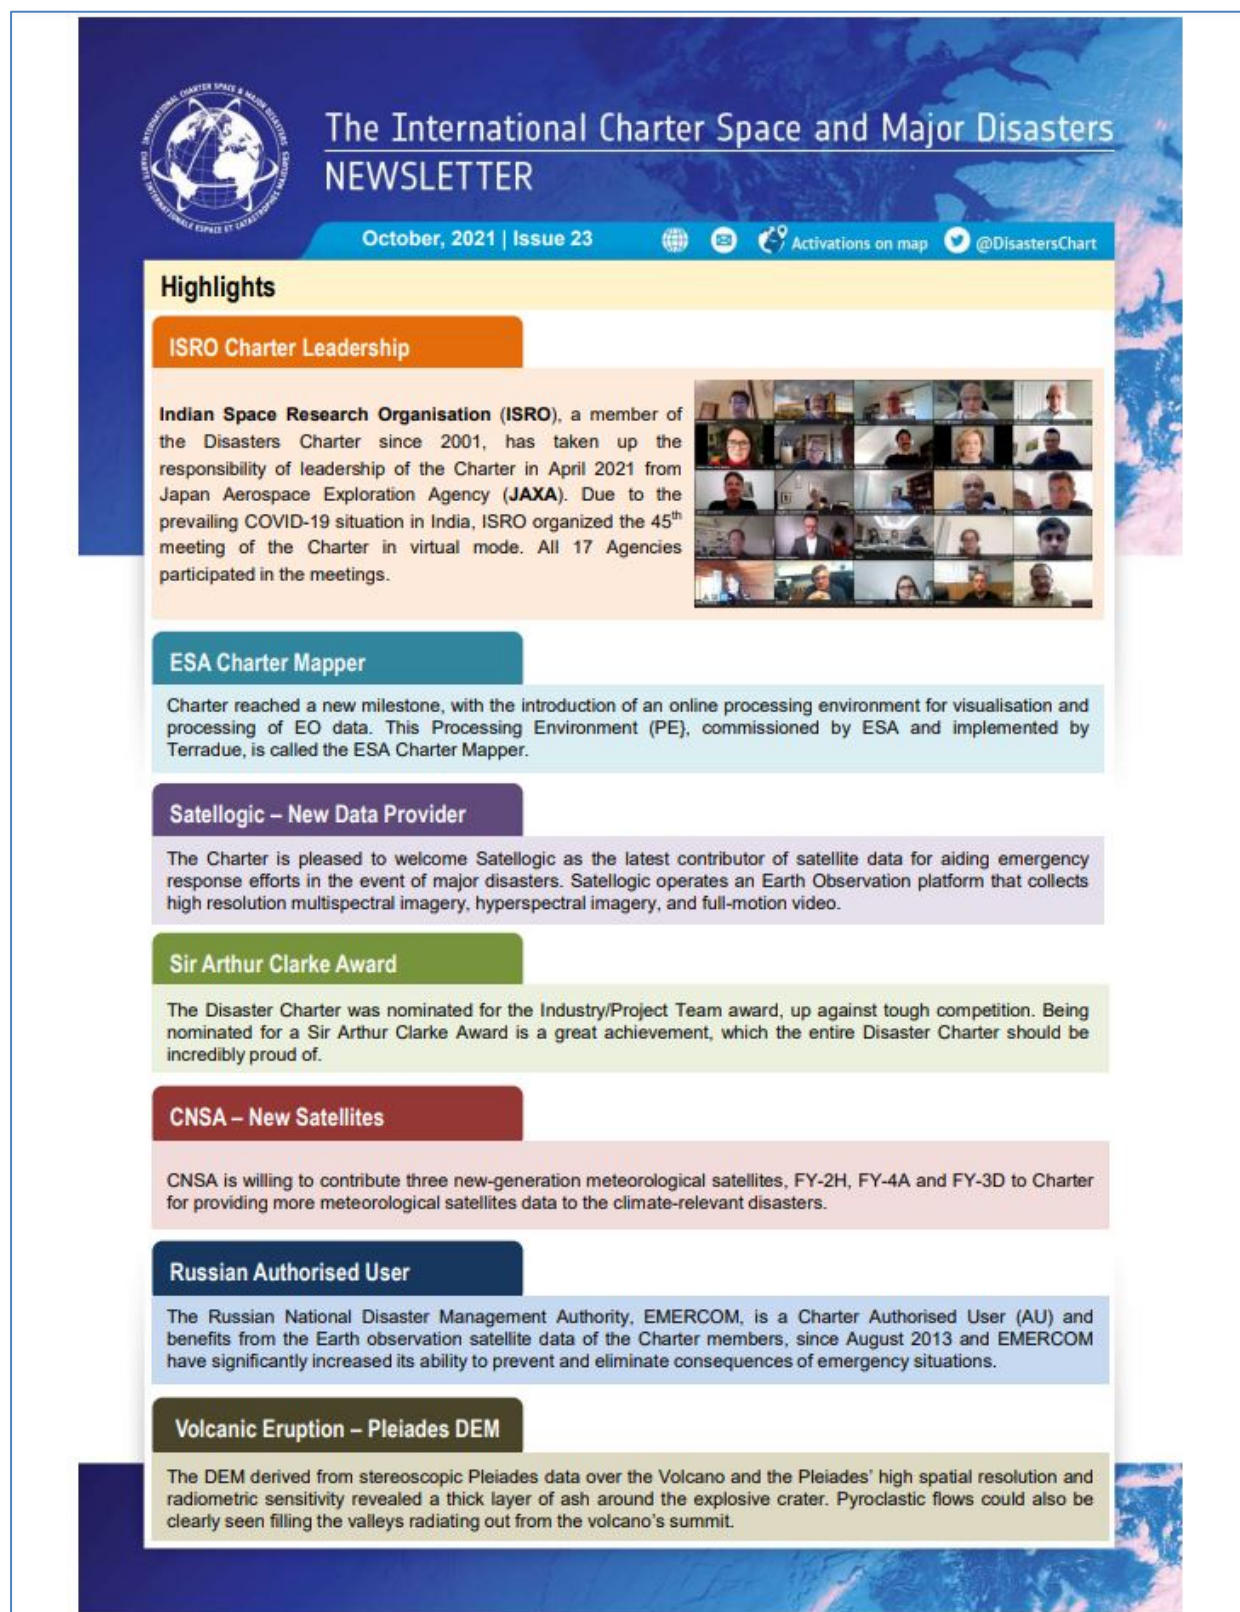 INTERNATIONAL CHARTER SPACE & MAJOR DISASTERS
CHARTE INTERNATIONALE ESPACE ET CATASTROPHES MAJEURES
The International Charter Space and Major Disasters
NEWSLETTER
October, 2021 | Issue 23
Activations on map
@DisastersChart
Highlights
ISRO Charter Leadership
Indian Space Research Organisation (ISRO), a member of
the Disasters Charter since 2001, has taken up the
responsibility of leadership of the Charter in April 2021 from
Japan Aerospace Exploration Agency (JAXA). Due to the
prevailing COVID-19 situation in India, ISRO organized the 45th
meeting of the Charter in virtual mode. All 17 Agencies
participated in the meetings.
ESA Charter Mapper
Charter reached a new milestone, with the introduction of an online processing environment for visualisation and
processing of EO data. This Processing Environment (PE}, commissioned by ESA and implemented by
Terradue, is called the ESA Charter Mapper.
Satellogic – New Data Provider
The Charter is pleased to welcome Satellogic as the latest contributor of satellite data for aiding emergency
response efforts in the event of major disasters. Satellogic operates an Earth Observation platform that collects
high resolution multispectral imagery, hyperspectral imagery, and full-motion video.
Sir Arthur Clarke Award
The Disaster Charter was nominated for the Industry/Project Team award, up against tough competition. Being
nominated for a Sir Arthur Clarke Award is a great achievement, which the entire Disaster Charter should be
incredibly proud of.
CNSA – New Satellites
CNSA is willing to contribute three new-generation meteorological satellites, FY-2H, FY-4A and FY-3D to Charter
for providing more meteorological satellites data to the climate-relevant disasters.
Russian Authorised User
The Russian National Disaster Management Authority, EMERCOM, is a Charter Authorised User (AU) and
benefits from the Earth observation satellite data of the Charter members, since August 2013 and EMERCOM
have significantly increased its ability to prevent and eliminate consequences of emergency situations.
Volcanic Eruption – Pleiades DEM
The DEM derived from stereoscopic Pleiades data over the Volcano and the Pleiades' high spatial resolution and
radiometric sensitivity revealed a thick layer of ash around the explosive crater. Pyroclastic flows could also be
clearly seen filling the valleys radiating out from the volcano's summit.